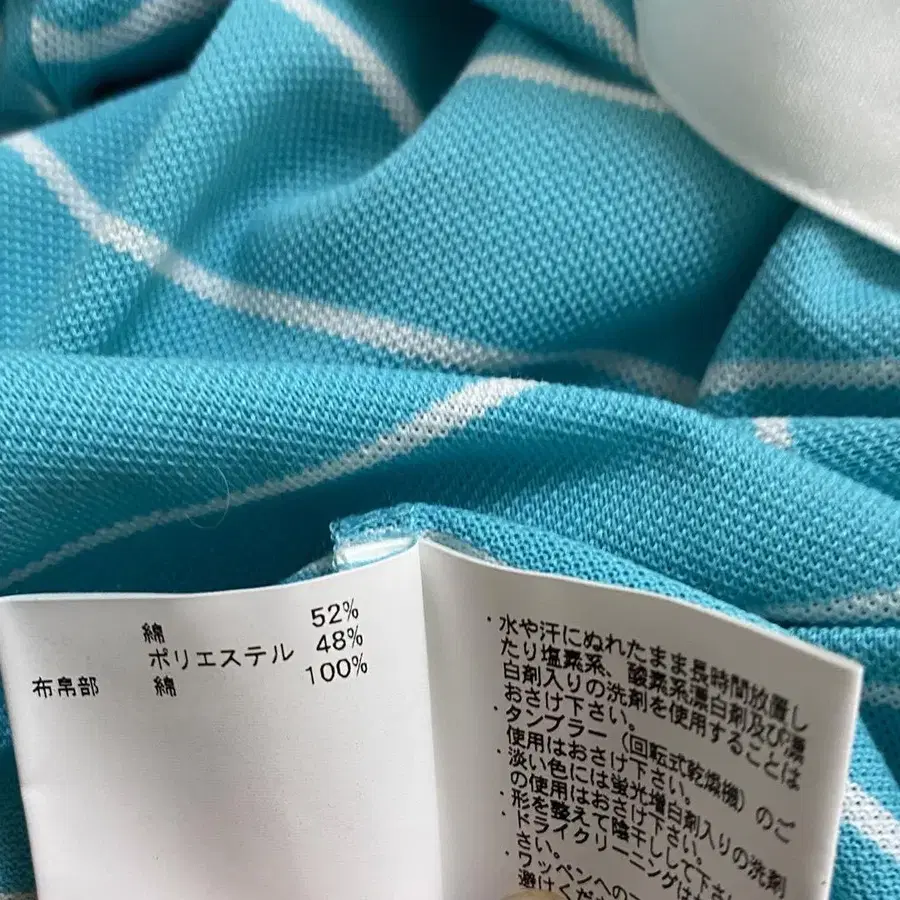 綿 52%
ポリエステル 48%
布帛部 綿 100%
・水や汗にぬれたまま長時間放置し
たり塩素系、酸素系漂白剤及び漂
白剤入りの洗剤を使用することは
おさけ下さい。
・タンブラー（回転式乾燥機）のご
使用はおさけ下さい。
・淡い色には蛍光増白剤入りの洗剤
の使用はおさけ下さい。
・形を整えて陰干しして下さい
・ドライクリーニングは
さい。
・ワッペンへの
避けくだ